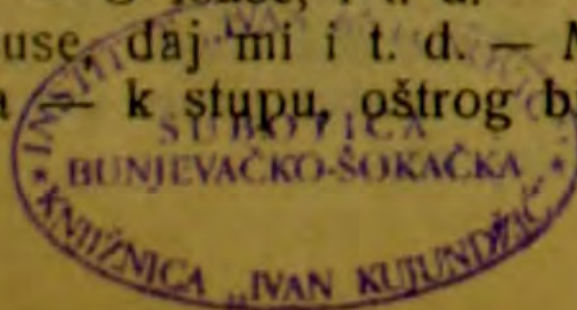 i t. d.
use, daj mi i t. d. —
a — k stupu, oštrog b
SUBOTICA
BUNJEVAČKO-ŠOKAČKA
* KNJIŽNICA „IVAN KUJUNDŽIĆ" *